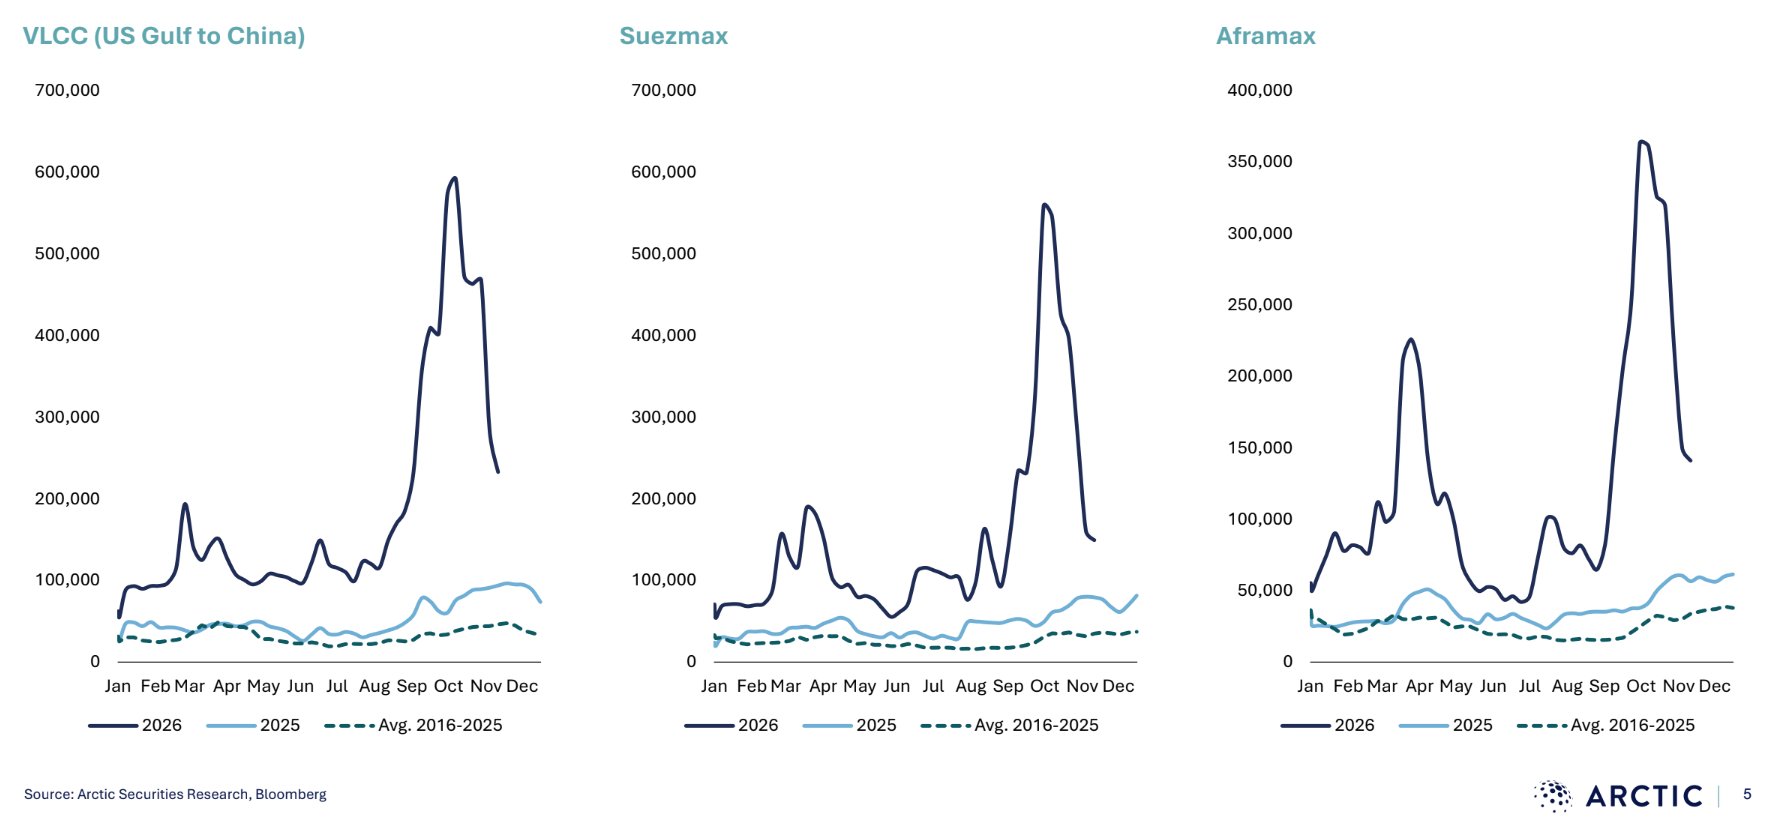 VLCC (US Gulf to China)
700,000
600,000
500,000
400,000
300,000
200,000
100,000
0
Jan Feb Mar Apr May Jun Jul Aug Sep Oct Nov Dec
2026 2025 Avg. 2016-2025
Suezmax
700,000
600,000
500,000
400,000
300,000
200,000
100,000
0
Jan Feb Mar Apr May Jun Jul Aug Sep Oct Nov Dec
2026 2025 Avg. 2016-2025
Aframax
400,000
350,000
300,000
250,000
200,000
150,000
100,000
50,000
0
Jan Feb Mar Apr May Jun Jul Aug Sep Oct Nov Dec
2026 2025 Avg. 2016-2025
Source: Arctic Securities Research, Bloomberg
ARCTIC
5